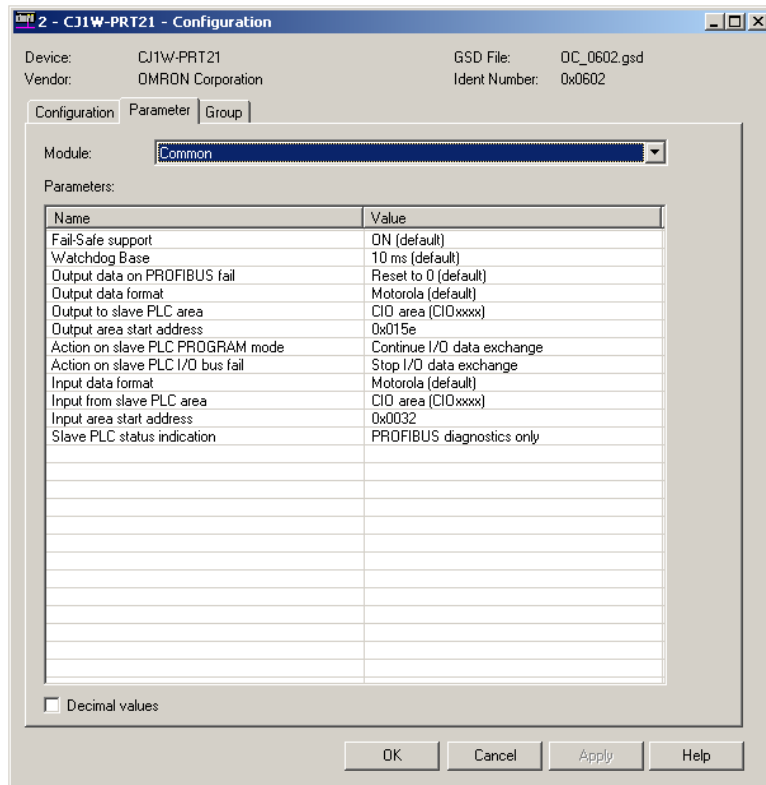 2 - CJ1W-PRT21 - Configuration
Device: CJ1W-PRT21 GSD File: OC_0602.gsd
Vendor: OMRON Corporation Ident Number: 0x0602
Configuration Parameter Group
Module: Common
Parameters:
Name Value
Fail-Safe support ON (default)
Watchdog Base 10 ms (default)
Output data on PROFIBUS fail Reset to 0 (default)
Output data format Motorola (default)
Output to slave PLC area CIO area (CIOxxxx)
Output area start address 0x015e
Action on slave PLC PROGRAM mode Continue I/O data exchange
Action on slave PLC I/O bus fail Stop I/O data exchange
Input data format Motorola (default)
Input from slave PLC area CIO area (CIOxxxx)
Input area start address 0x0032
Slave PLC status indication PROFIBUS diagnostics only
Decimal values
OK Cancel Apply Help